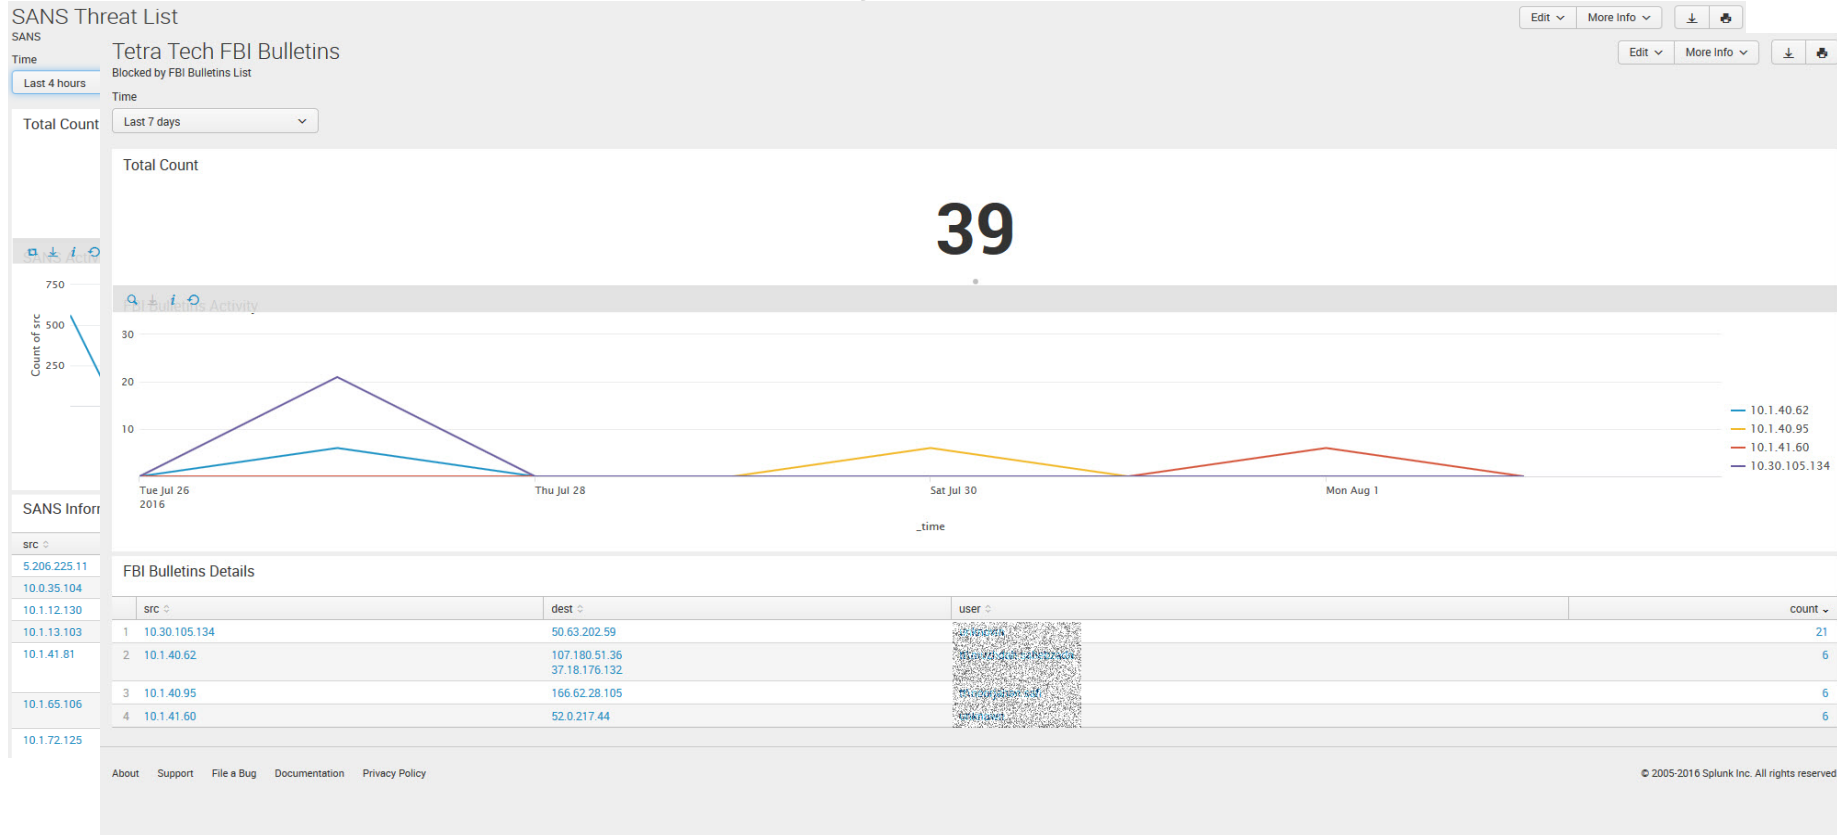 SANS Threat List
SANS
Time
Last 4 hours
Total Count
SANS Activ
750
500
250
Count of src
SANS Infor
src
5.206.225.11
10.0.35.104
10.1.12.130
10.1.13.103
10.1.41.81
10.1.65.106
10.1.72.125
Edit
More Info
Tetra Tech FBI Bulletins
Blocked by FBI Bulletins List
Edit
More Info
Time
Last 7 days
Total Count
39
FBI Bulletins Activity
30
20
10
Tue Jul 26
2016
Thu Jul 28
Sat Jul 30
Mon Aug 1
_time
10.1.40.62
10.1.40.95
10.1.41.60
10.30.105.134
FBI Bulletins Details
src dest user count
1 10.30.105.134 50.63.202.59 21
2 10.1.40.62 107.180.51.36 6
37.18.176.132
3 10.1.40.95 166.62.28.105 6
4 10.1.41.60 52.0.217.44 6
About Support File a Bug Documentation Privacy Policy
© 2005-2016 Splunk Inc. All rights reserved